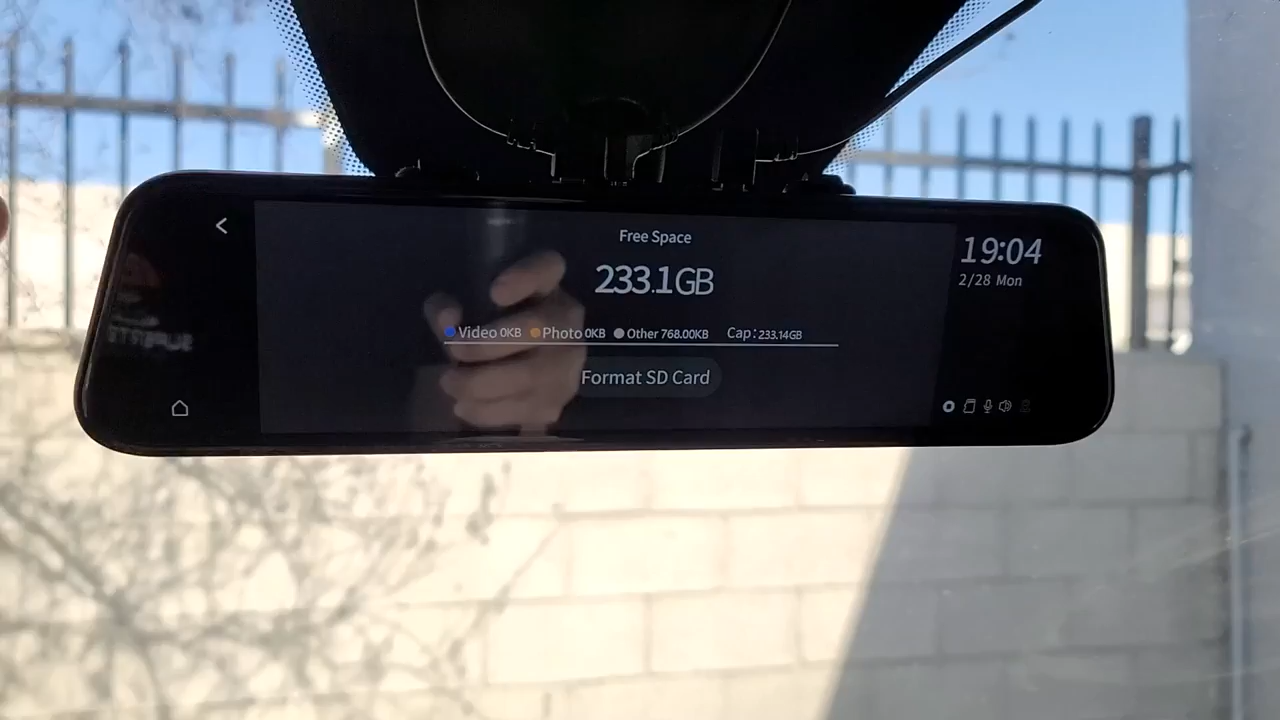 Free Space
233.1GB
Video 0KB Photo 0KB Other 768.00KB Cap: 233.14GB
Format SD Card
19:04
2/28 Mon